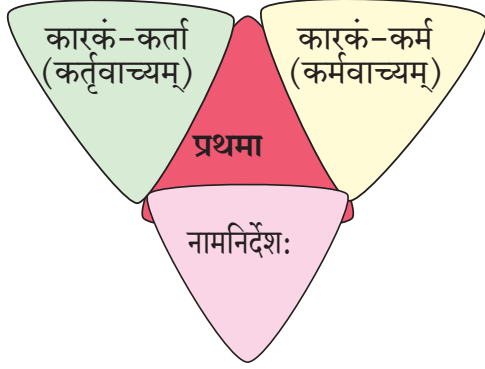 कारकं-कर्ता
(कर्तृवाच्यम्)
कारकं-कर्म
(कर्मवाच्यम्)
प्रथमा
नामनिर्देश: